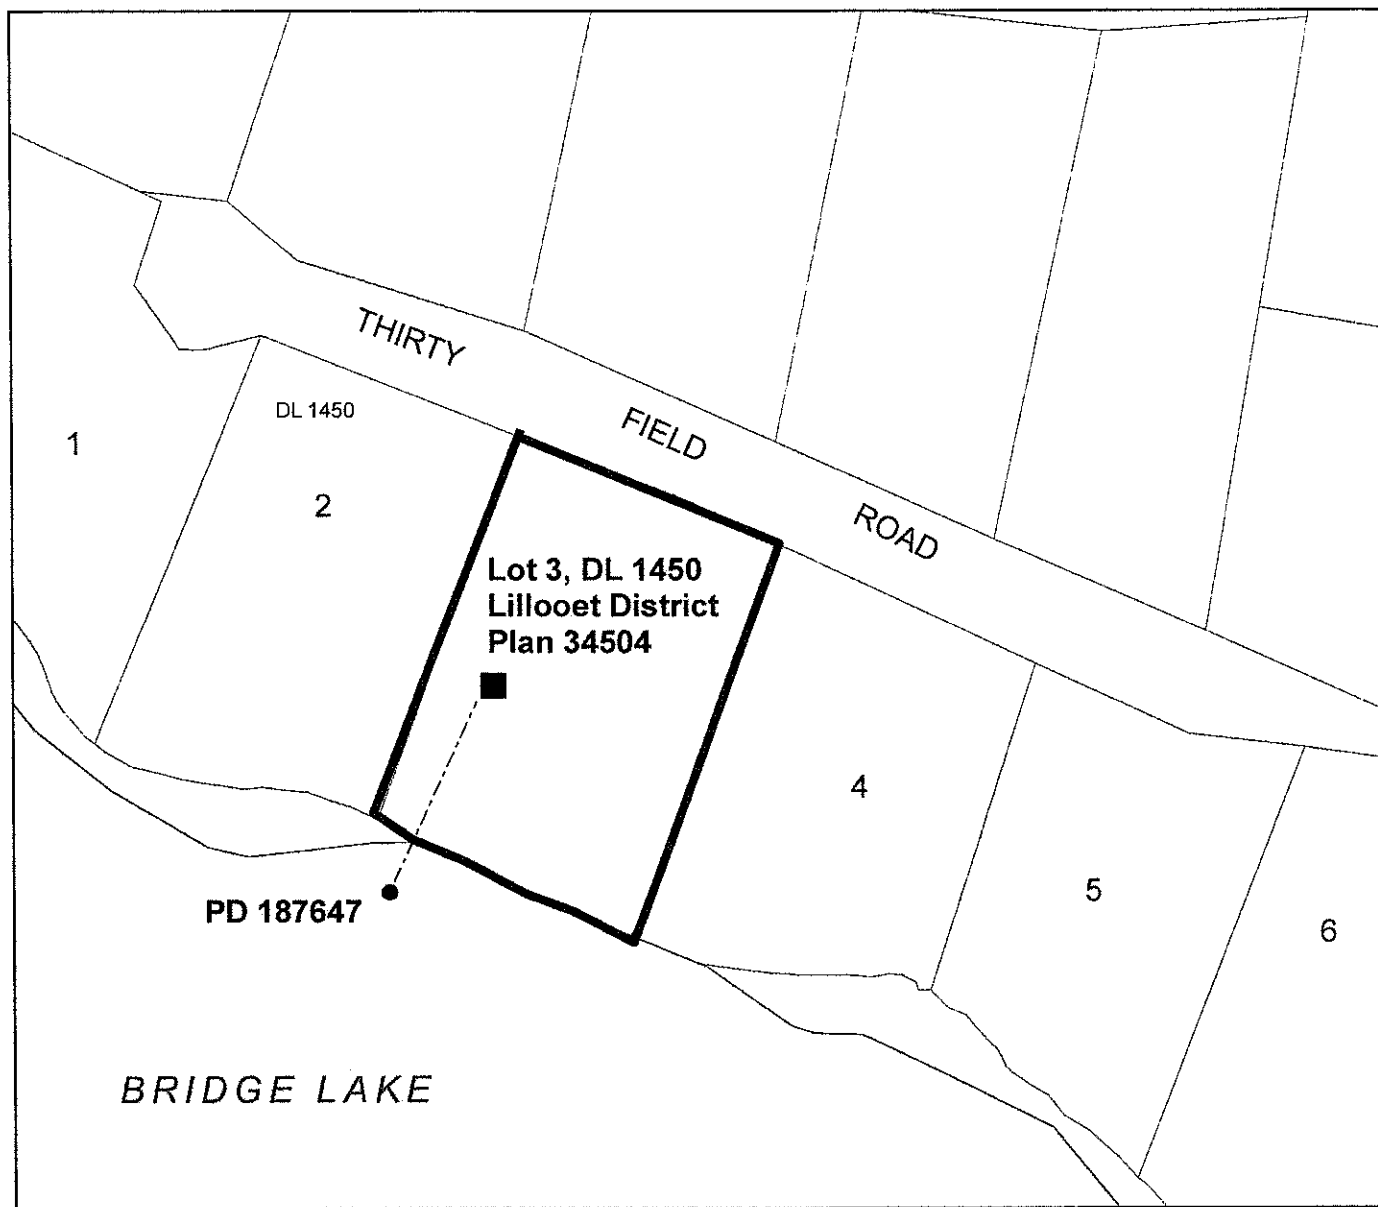 THIRTY
FIELD
ROAD
DL 1450
1
2
Lot 3, DL 1450
Lillooet District
Plan 34504
4
5
6
PD 187647
BRIDGE LAKE